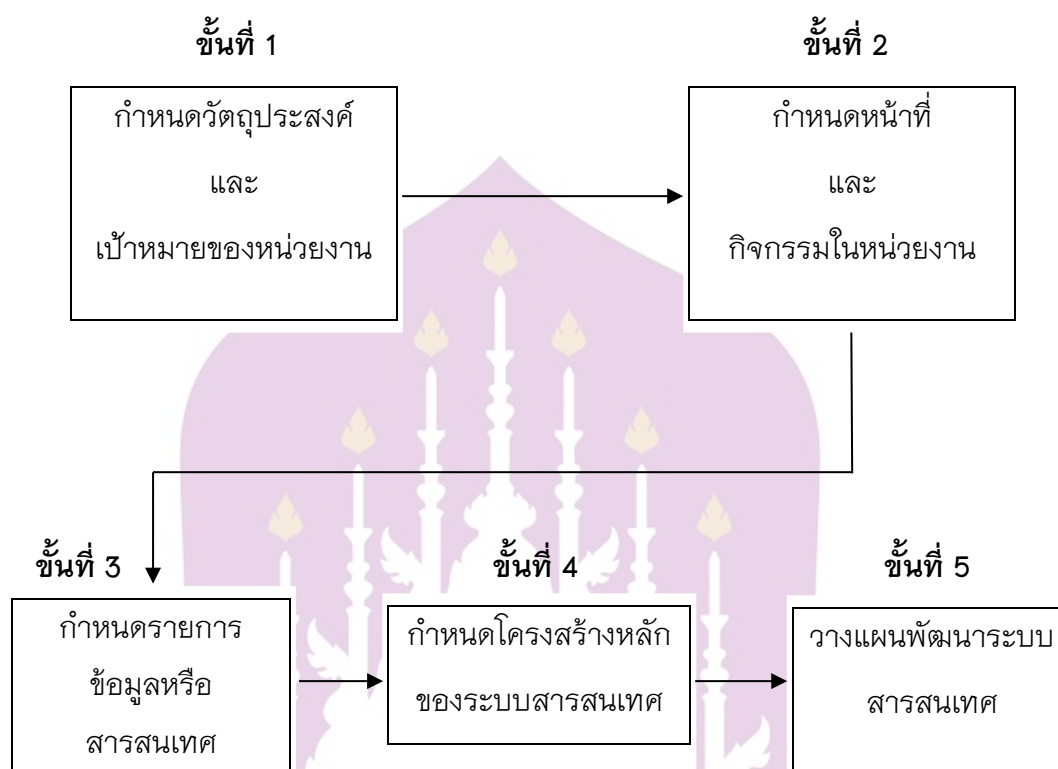 ขั้นที่ 1
กำหนดวัตถุประสงค์
และ
เป้าหมายของหน่วยงาน
ขั้นที่ 2
กำหนดหน้าที่
และ
กิจกรรมในหน่วยงาน
ขั้นที่ 3
กำหนดรายการ
ข้อมูลหรือ
สารสนเทศ
ขั้นที่ 4
กำหนดโครงสร้างหลัก
ของระบบสารสนเทศ
ขั้นที่ 5
วางแผนพัฒนาระบบ
สารสนเทศ